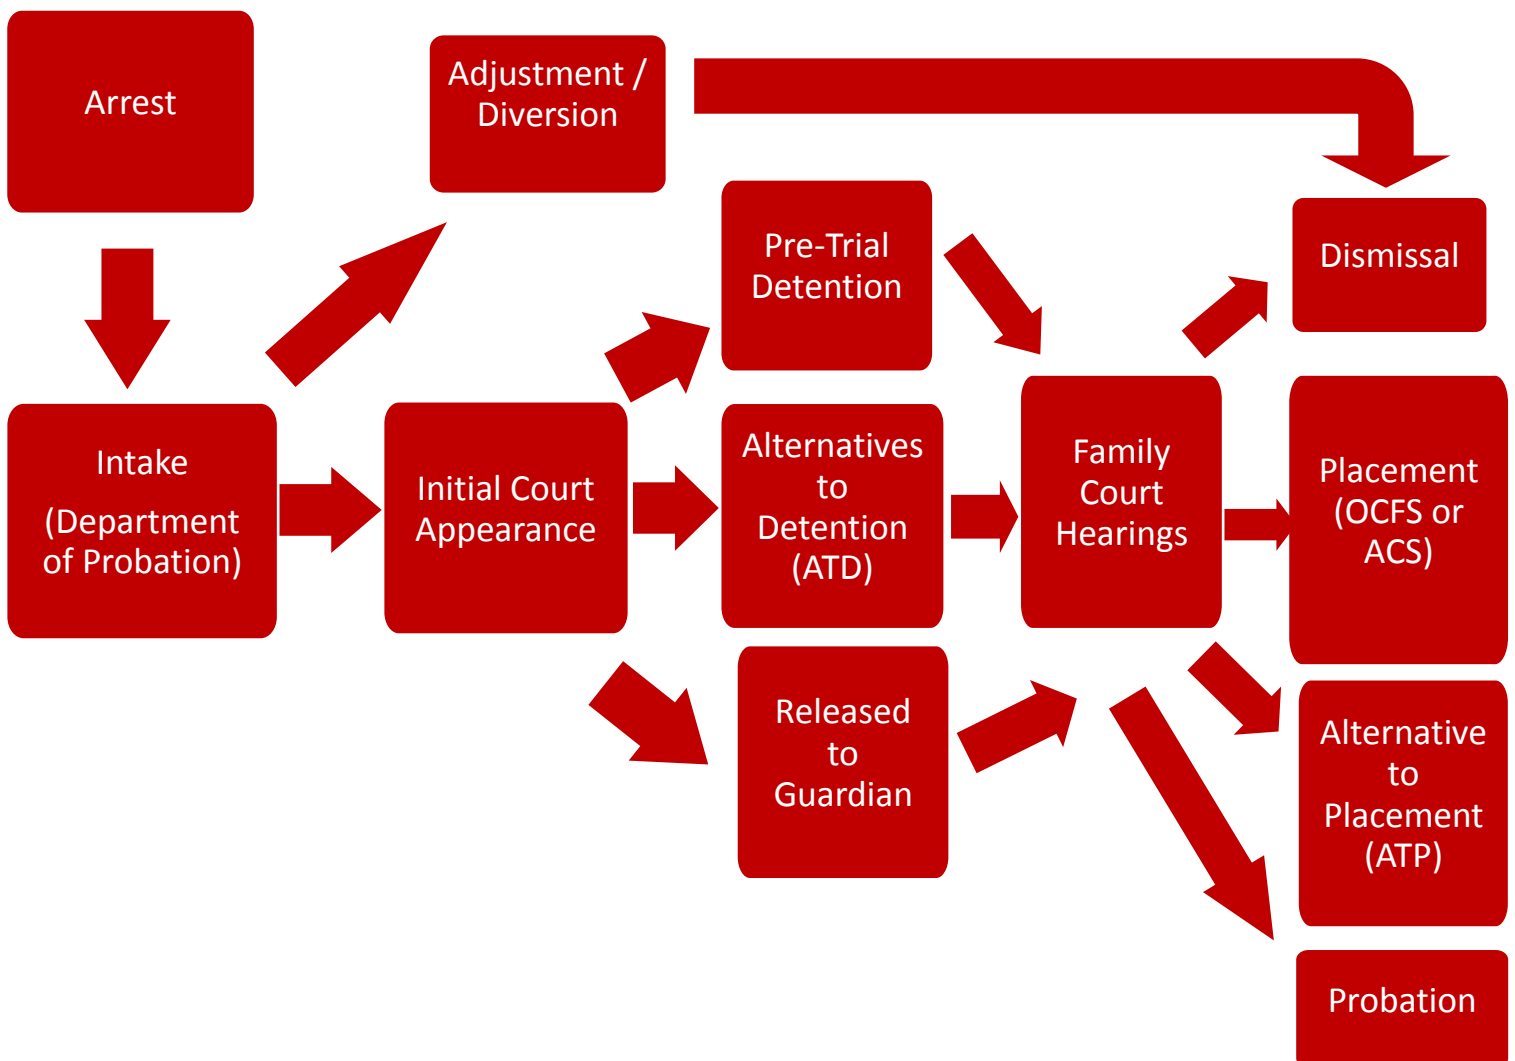 Arrest
Adjustment /
Diversion
Pre-Trial
Detention
Dismissal
Intake
(Department
of Probation)
Initial Court
Appearance
Alternatives
to
Detention
(ATD)
Family
Court
Hearings
Placement
(OCFS or
ACS)
Released
to
Guardian
Alternative
to
Placement
(ATP)
Probation